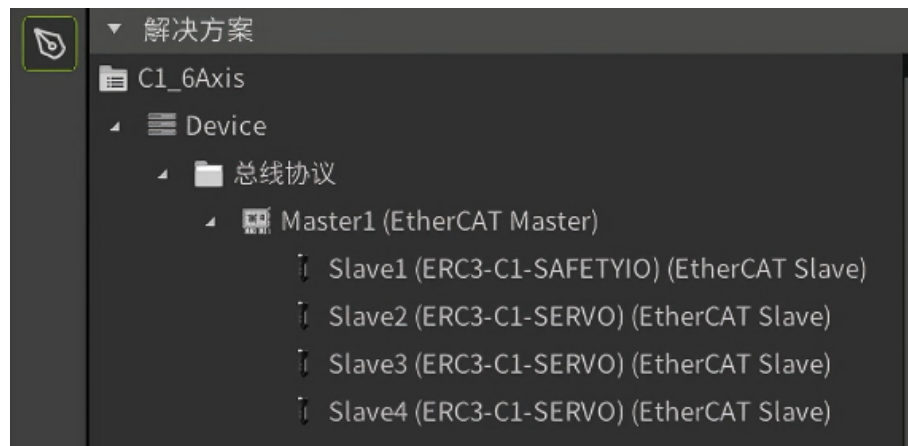 解决方案
C1_6Axis
Device
总线协议
Master1 (EtherCAT Master)
Slave1 (ERC3-C1-SAFETYIO) (EtherCAT Slave)
Slave2 (ERC3-C1-SERVO) (EtherCAT Slave)
Slave3 (ERC3-C1-SERVO) (EtherCAT Slave)
Slave4 (ERC3-C1-SERVO) (EtherCAT Slave)